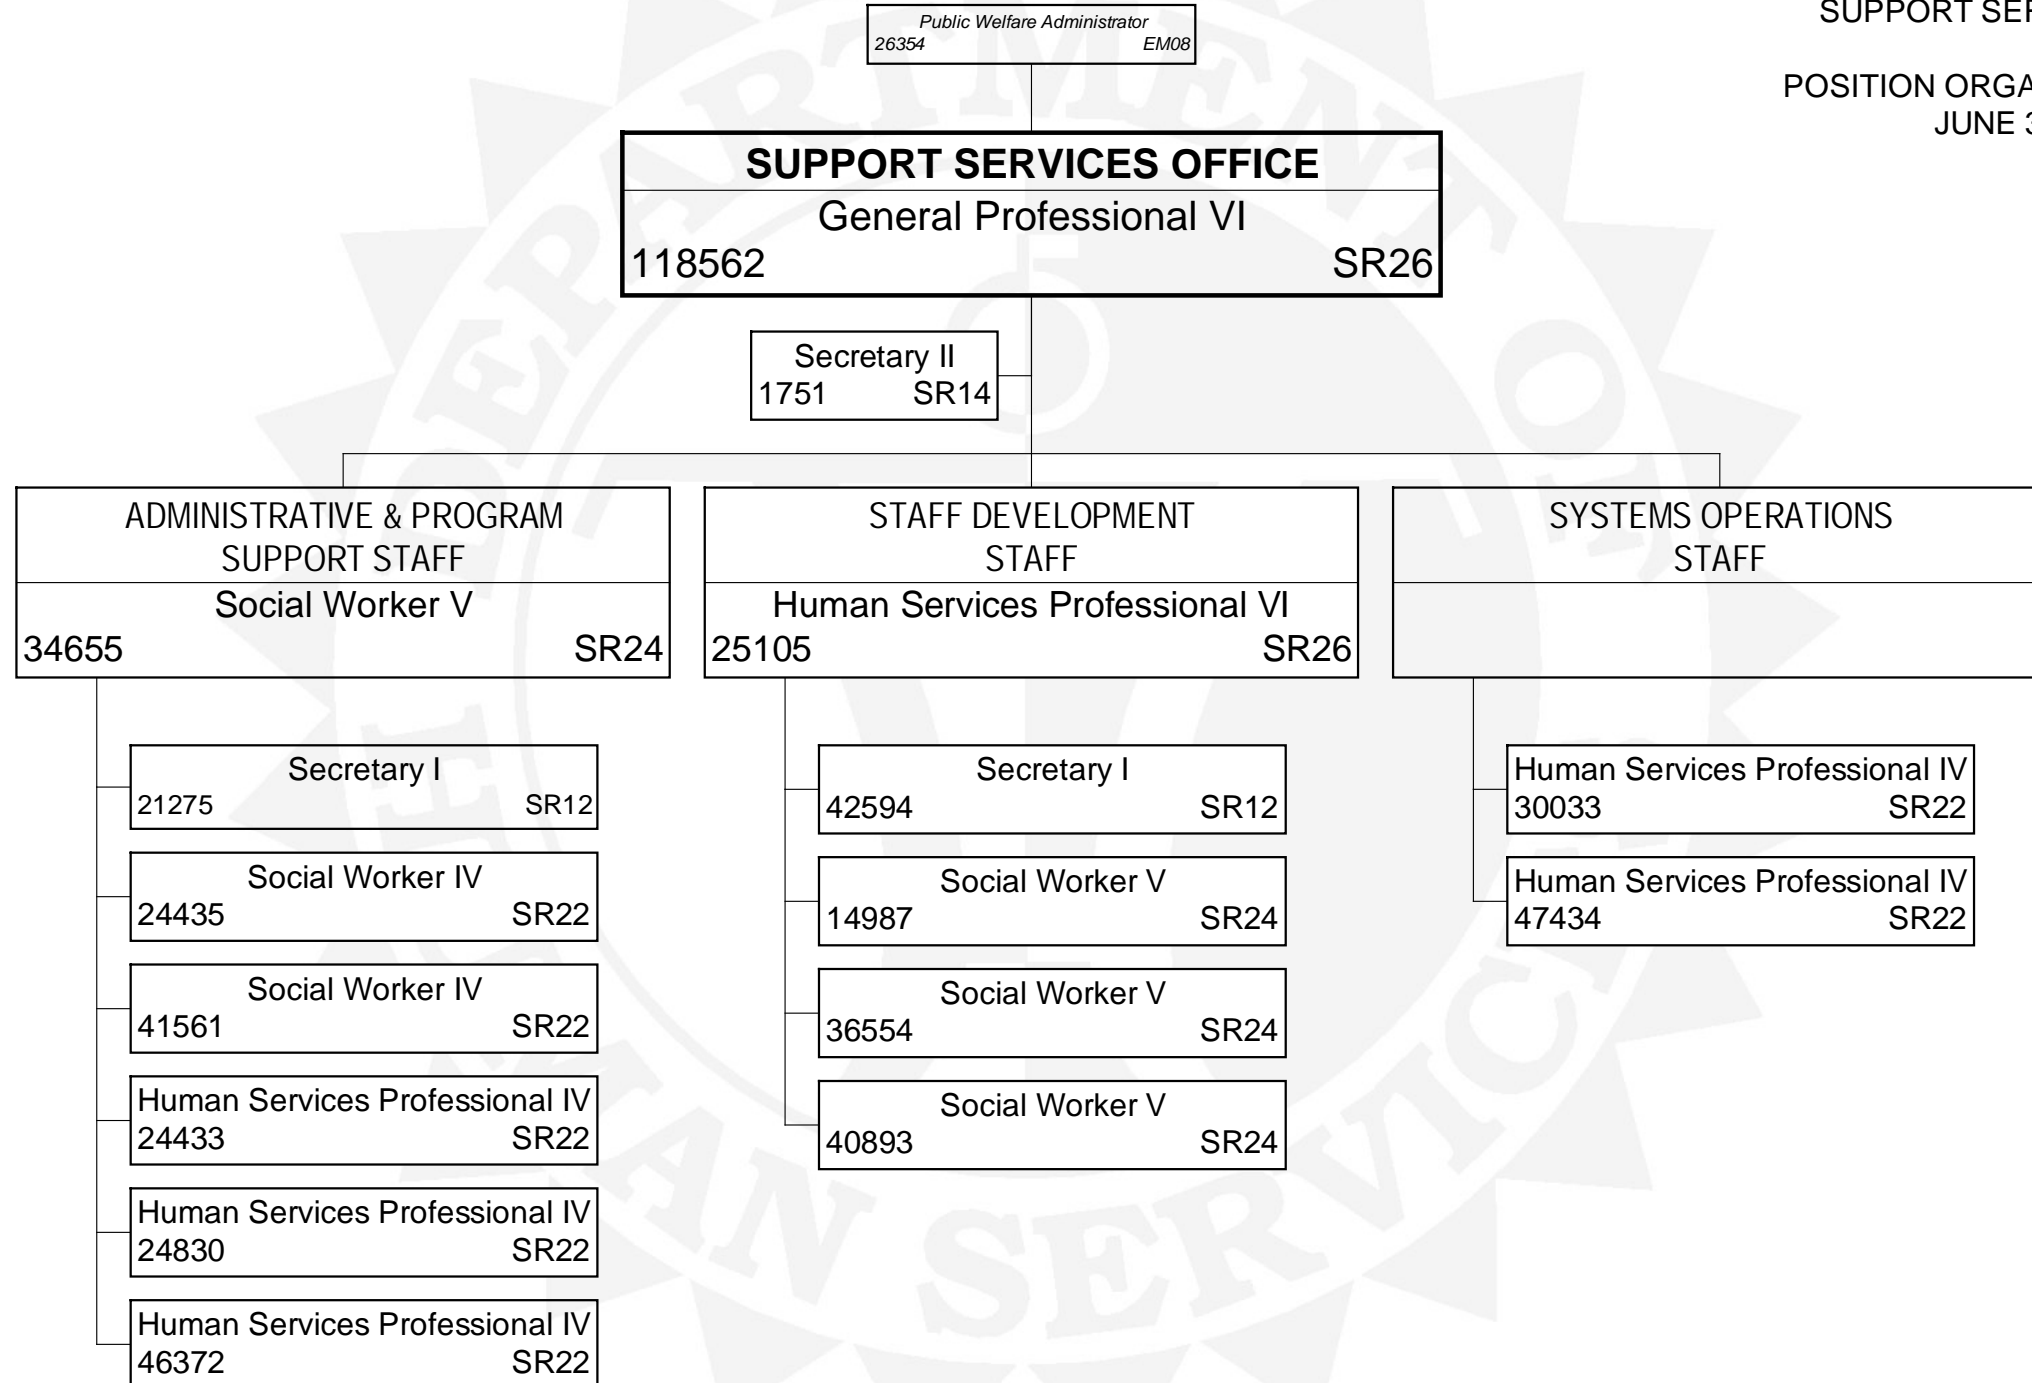 Public Welfare Administrator
26354 EM08
SUPPORT SER
POSITION ORGA
JUNE 3
SUPPORT SERVICES OFFICE
General Professional VI
118562 SR26
Secretary II
1751 SR14
ADMINISTRATIVE & PROGRAM
SUPPORT STAFF
Social Worker V
34655 SR24
Secretary I
21275 SR12
Social Worker IV
24435 SR22
Social Worker IV
41561 SR22
Human Services Professional IV
24433 SR22
Human Services Professional IV
24830 SR22
Human Services Professional IV
46372 SR22
STAFF DEVELOPMENT
STAFF
Human Services Professional VI
25105 SR26
Secretary I
42594 SR12
Social Worker V
14987 SR24
Social Worker V
36554 SR24
Social Worker V
40893 SR24
SYSTEMS OPERATIONS
STAFF
Human Services Professional IV
30033 SR22
Human Services Professional IV
47434 SR22